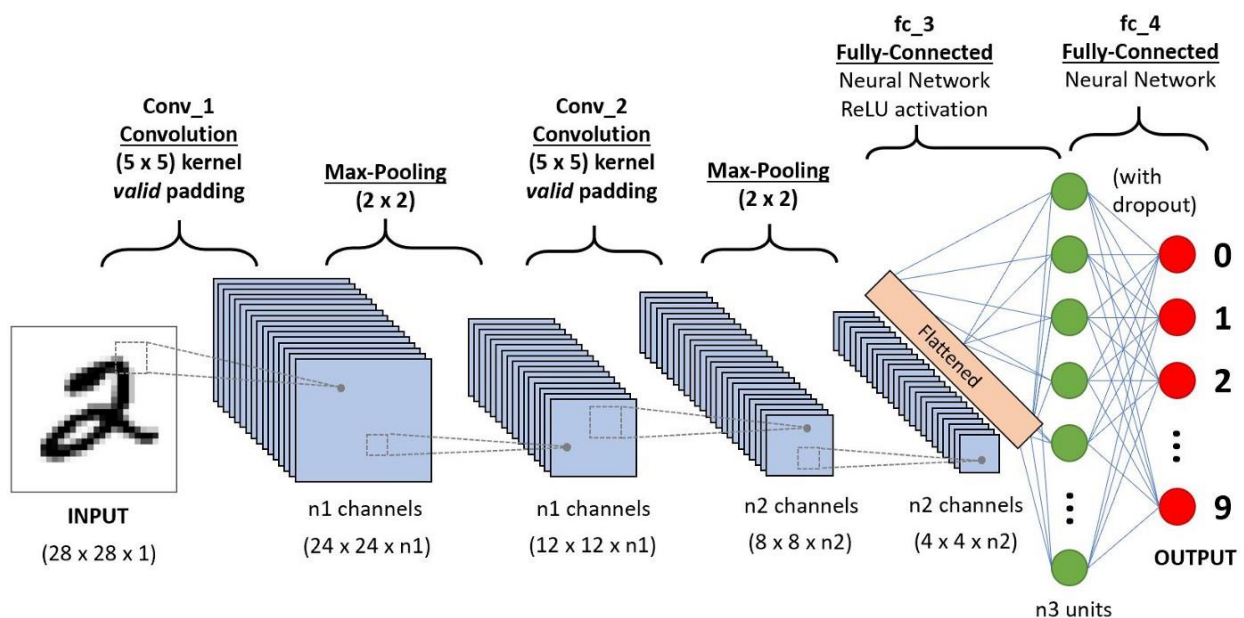 fc_3
Fully-Connected
Neural Network
ReLU activation
fc_4
Fully-Connected
Neural Network
Conv_1
Convolution
(5 x 5) kernel
valid padding
Max-Pooling
(2 x 2)
Conv_2
Convolution
(5 x 5) kernel
valid padding
Max-Pooling
(2 x 2)
(with
dropout)
Flattened
0
1
2
...
9
...
INPUT
(28 x 28 x 1)
n1 channels
(24 x 24 x n1)
n1 channels
(12 x 12 x n1)
n2 channels
(8 x 8 x n2)
n2 channels
(4 x 4 x n2)
n3 units
OUTPUT
2